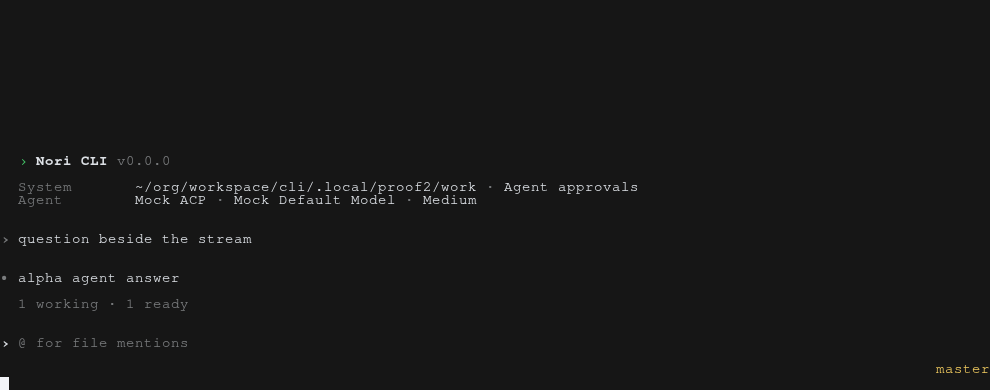 › Nori CLI v0.0.0
System ~/org/workspace/cli/.local/proof2/work · Agent approvals
Agent Mock ACP · Mock Default Model · Medium
› question beside the stream
• alpha agent answer
1 working · 1 ready
› @ for file mentions
master